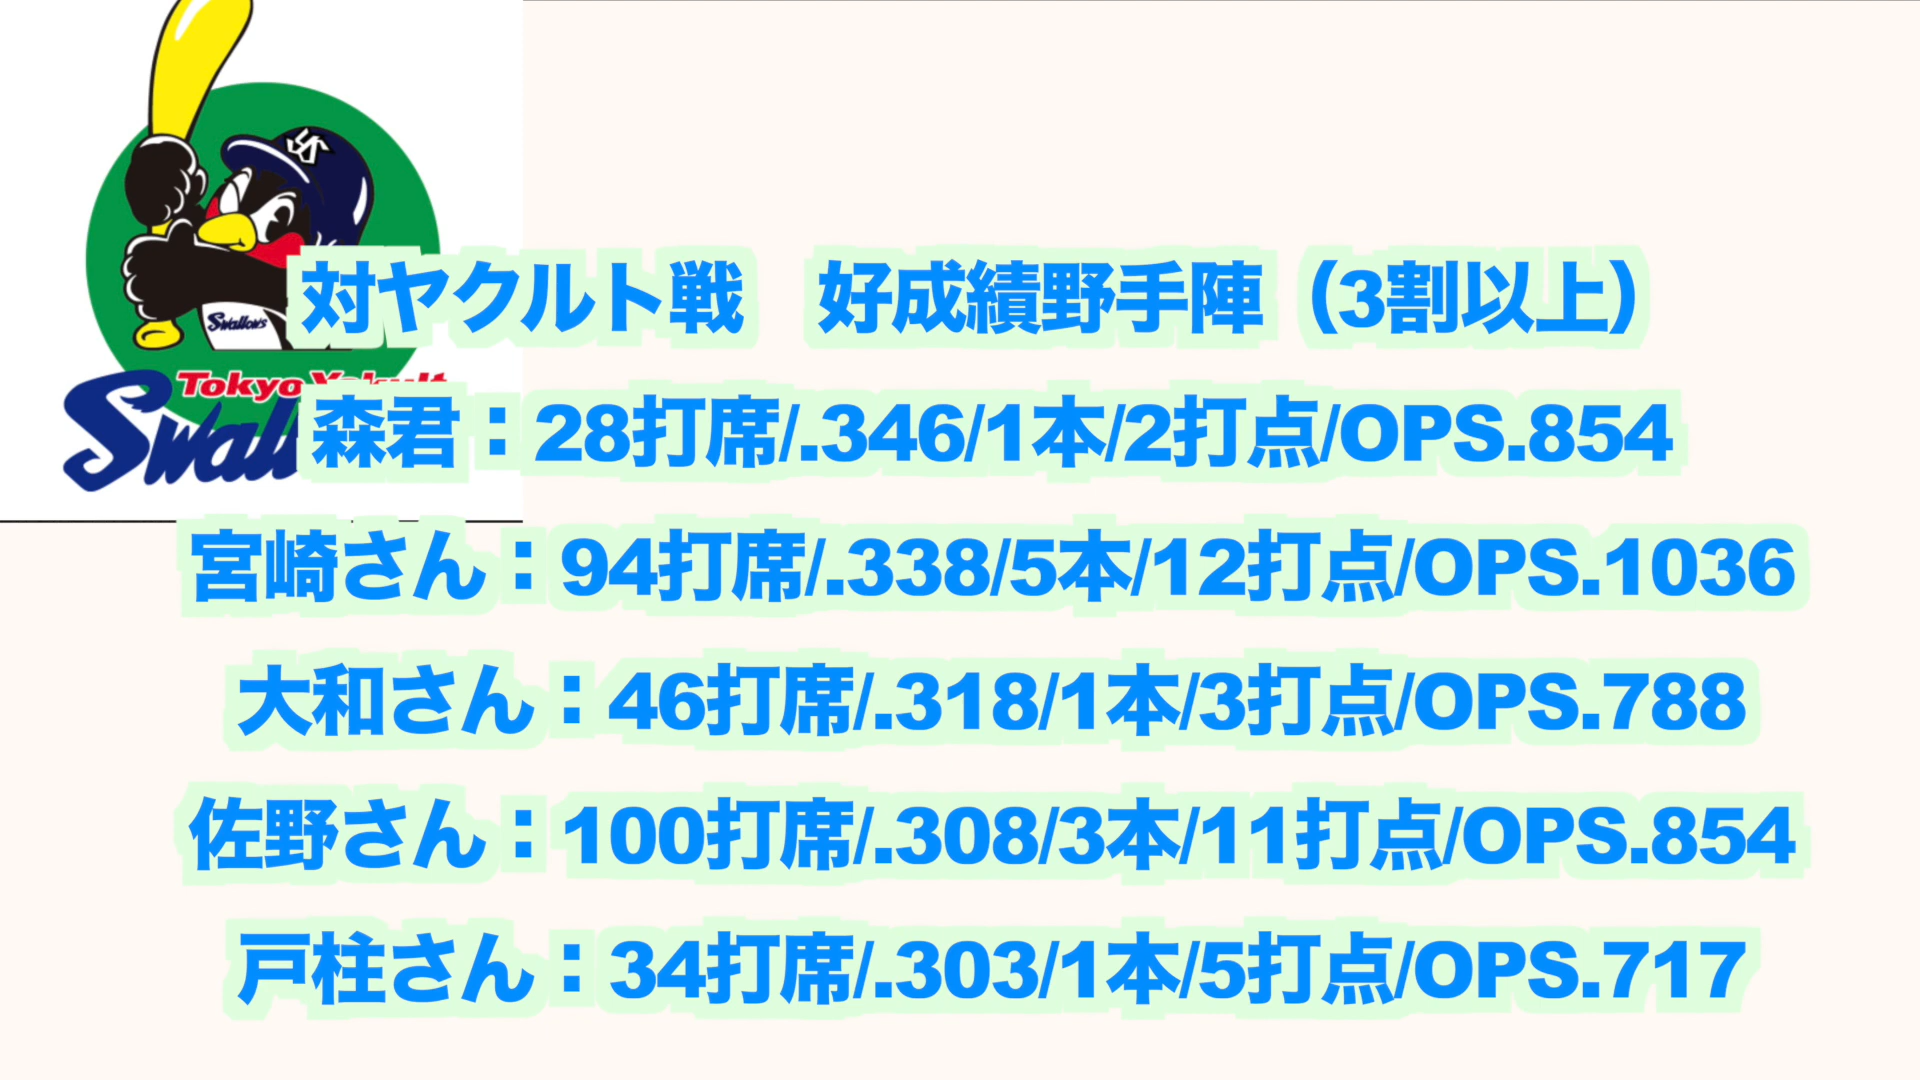 Swallows
対ヤクルト戦　好成績野手陣（3割以上）
Tokyo
森君：28打席/.346/1本/2打点/OPS.854
宮崎さん：94打席/.338/5本/12打点/OPS.1036
大和さん：46打席/.318/1本/3打点/OPS.788
佐野さん：100打席/.308/3本/11打点/OPS.854
戸柱さん：34打席/.303/1本/5打点/OPS.717